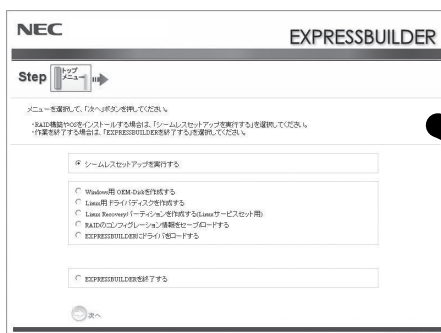 NEC
EXPRESSBUILDER
Step
トップ
メニュー
メニューを選択して、「次へ」ボタンを押してください。
・RAID構築やOSをインストールする場合は、「シームレスセットアップを実行する」を選択してください。
・作業を終了する場合は、「EXPRESSBUILDERを終了する」を選択してください。
シームレスセットアップを実行する
Windows用 OEM-Diskを作成する
Linux用 ドライバディスクを作成する
Linux Recoveryパーティションを作成する(Linuxサービスセット用)
RAIDのコンフィグレーション情報をセーブ/ロードする
EXPRESSBUILDERにドライバをロードする
EXPRESSBUILDERを終了する
次へ